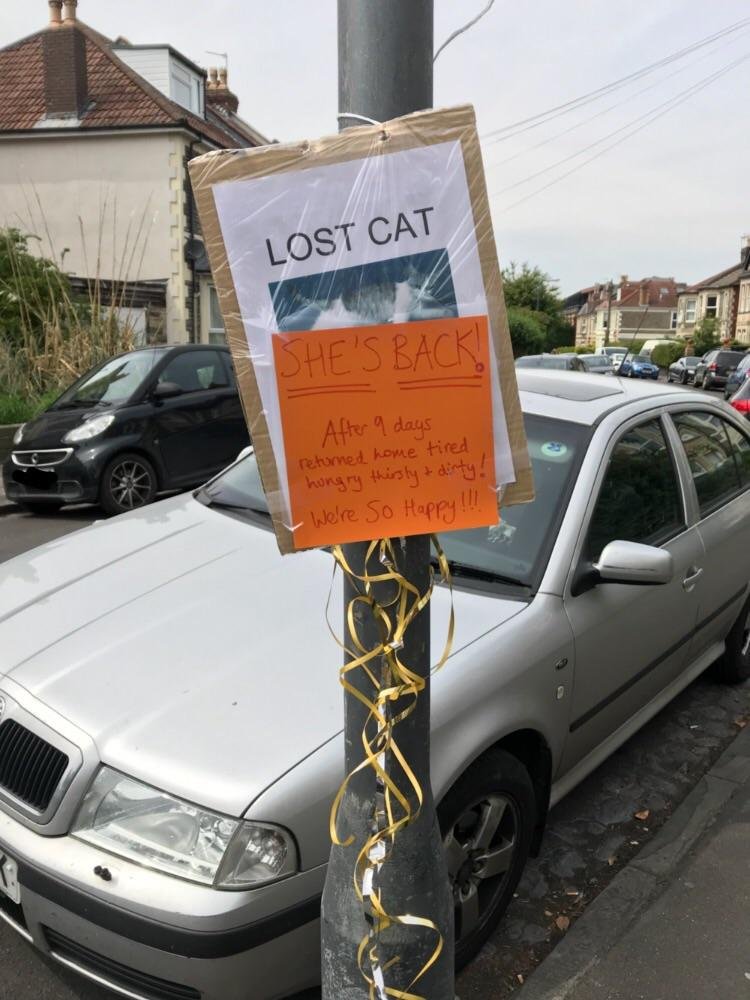 LOST CAT
SHE'S BACK!
After 9 days
returned home tired
hungry thirsty + dirty!
We're So Happy!!!